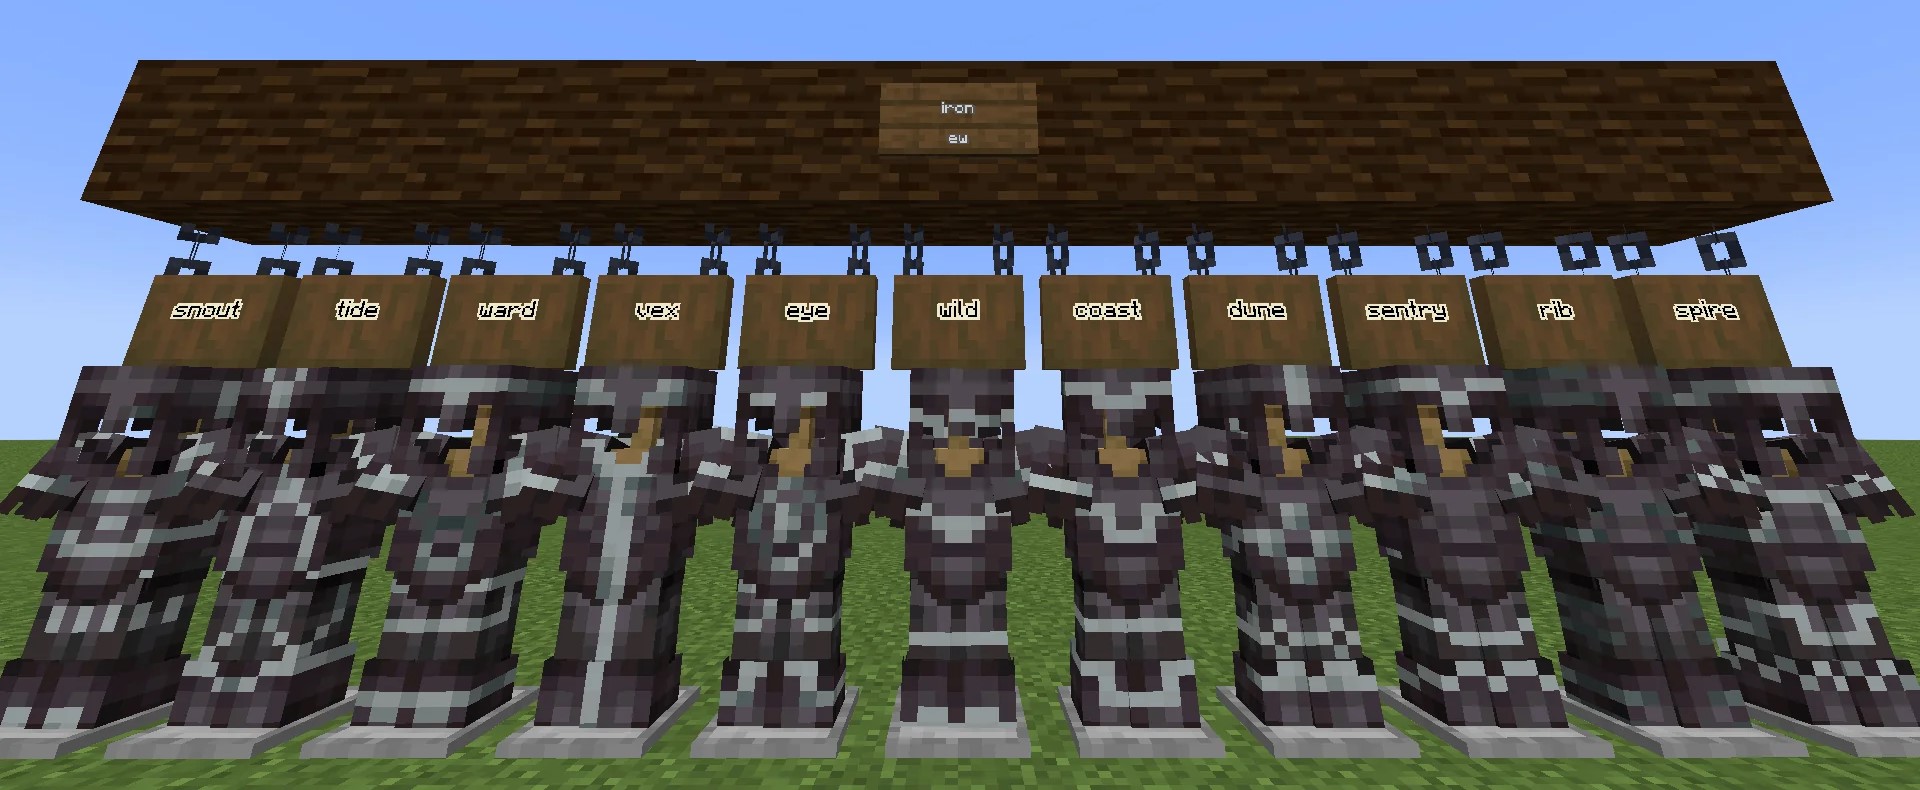 iron
ew
snout
tide
ward
vex
eye
wild
coast
dune
sentry
rib
spire